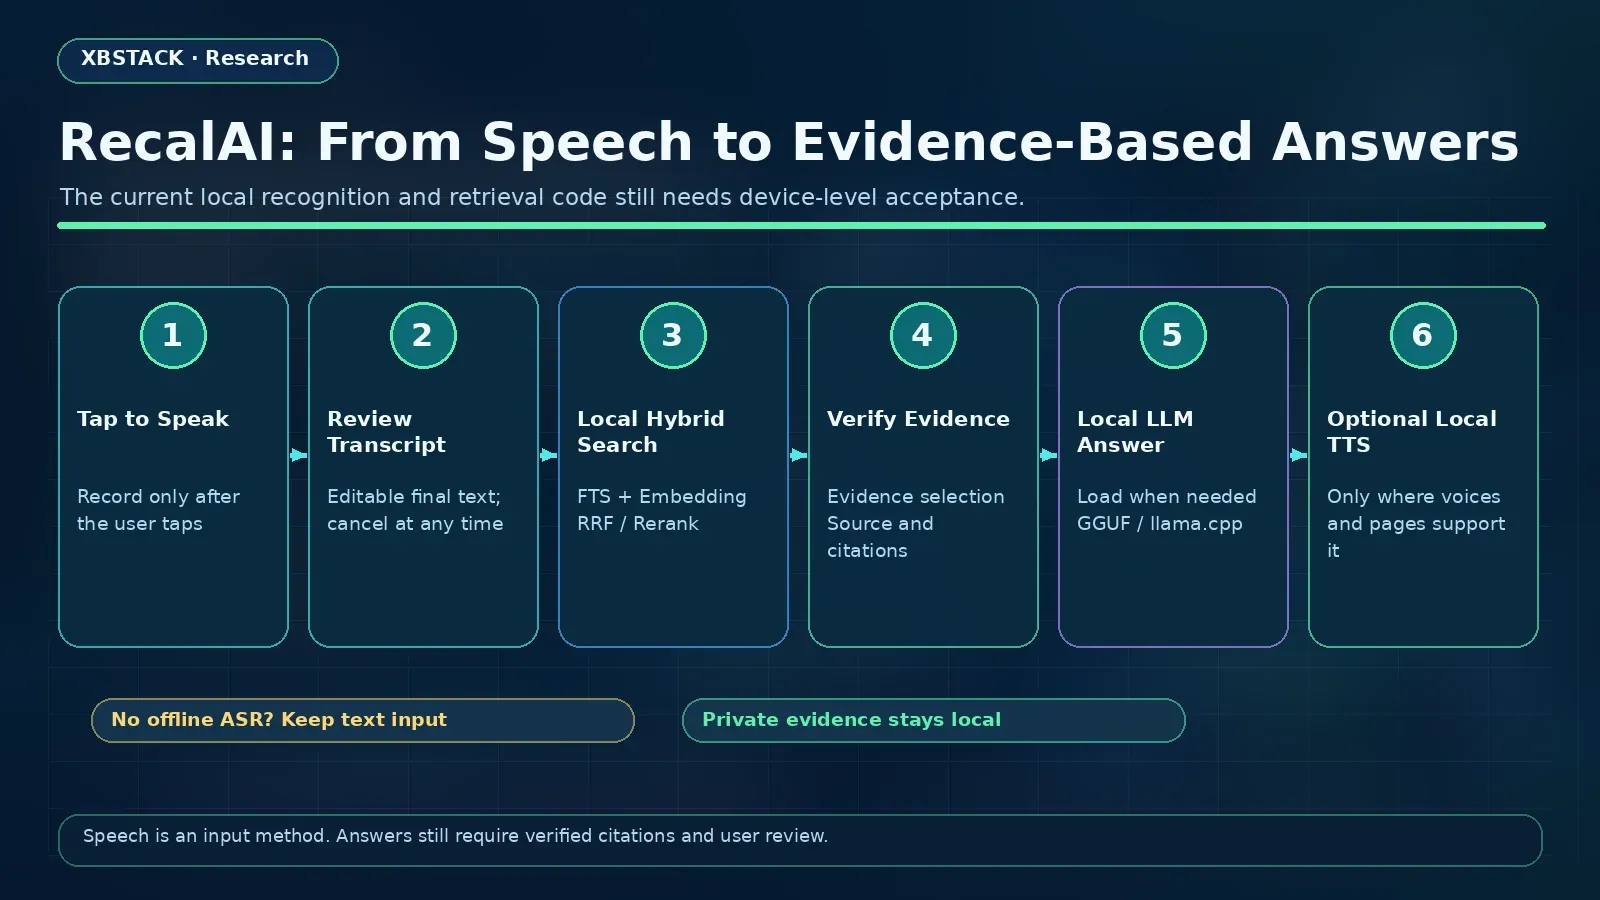 XBSTACK · Research
RecalAI: From Speech to Evidence-Based Answers
The current local recognition and retrieval code still needs device-level acceptance.
1
Tap to Speak
Record only after
the user taps
2
Review
Transcript
Editable final text;
cancel at any time
3
Local Hybrid
Search
FTS + Embedding
RRF / Rerank
4
Verify Evidence
Evidence selection
Source and
citations
5
Local LLM
Answer
Load when needed
GGUF / llama.cpp
6
Optional Local
TTS
Only where voices
and pages support
it
No offline ASR? Keep text input
Private evidence stays local
Speech is an input method. Answers still require verified citations and user review.